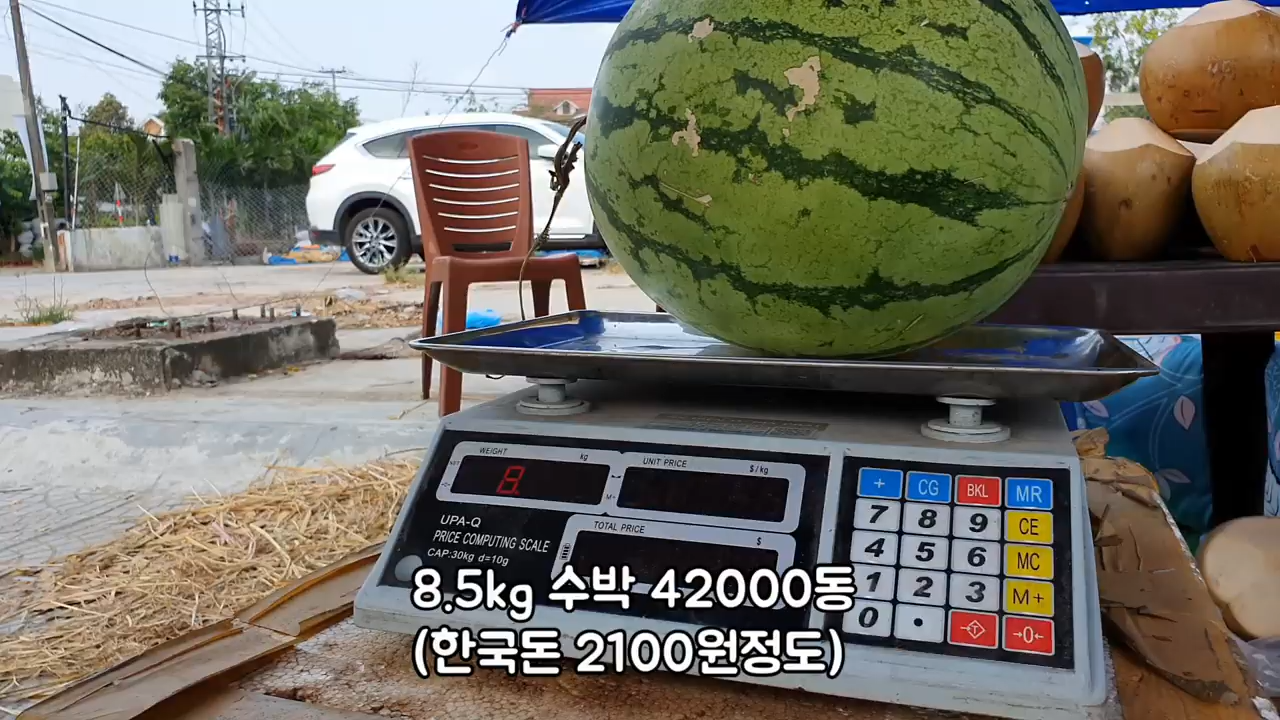 WEIGHT kg
UNIT PRICE $/kg
8.
UPA-Q
PRICE COMPUTING SCALE
CAP:30kg d=10g
TOTAL PRICE $
+ CG BKL MR
7 8 9 CE
4 5 6 MC
1 2 3 M+
0 . T →0←
8.5kg 수박 42000동
(한국돈 2100원정도)